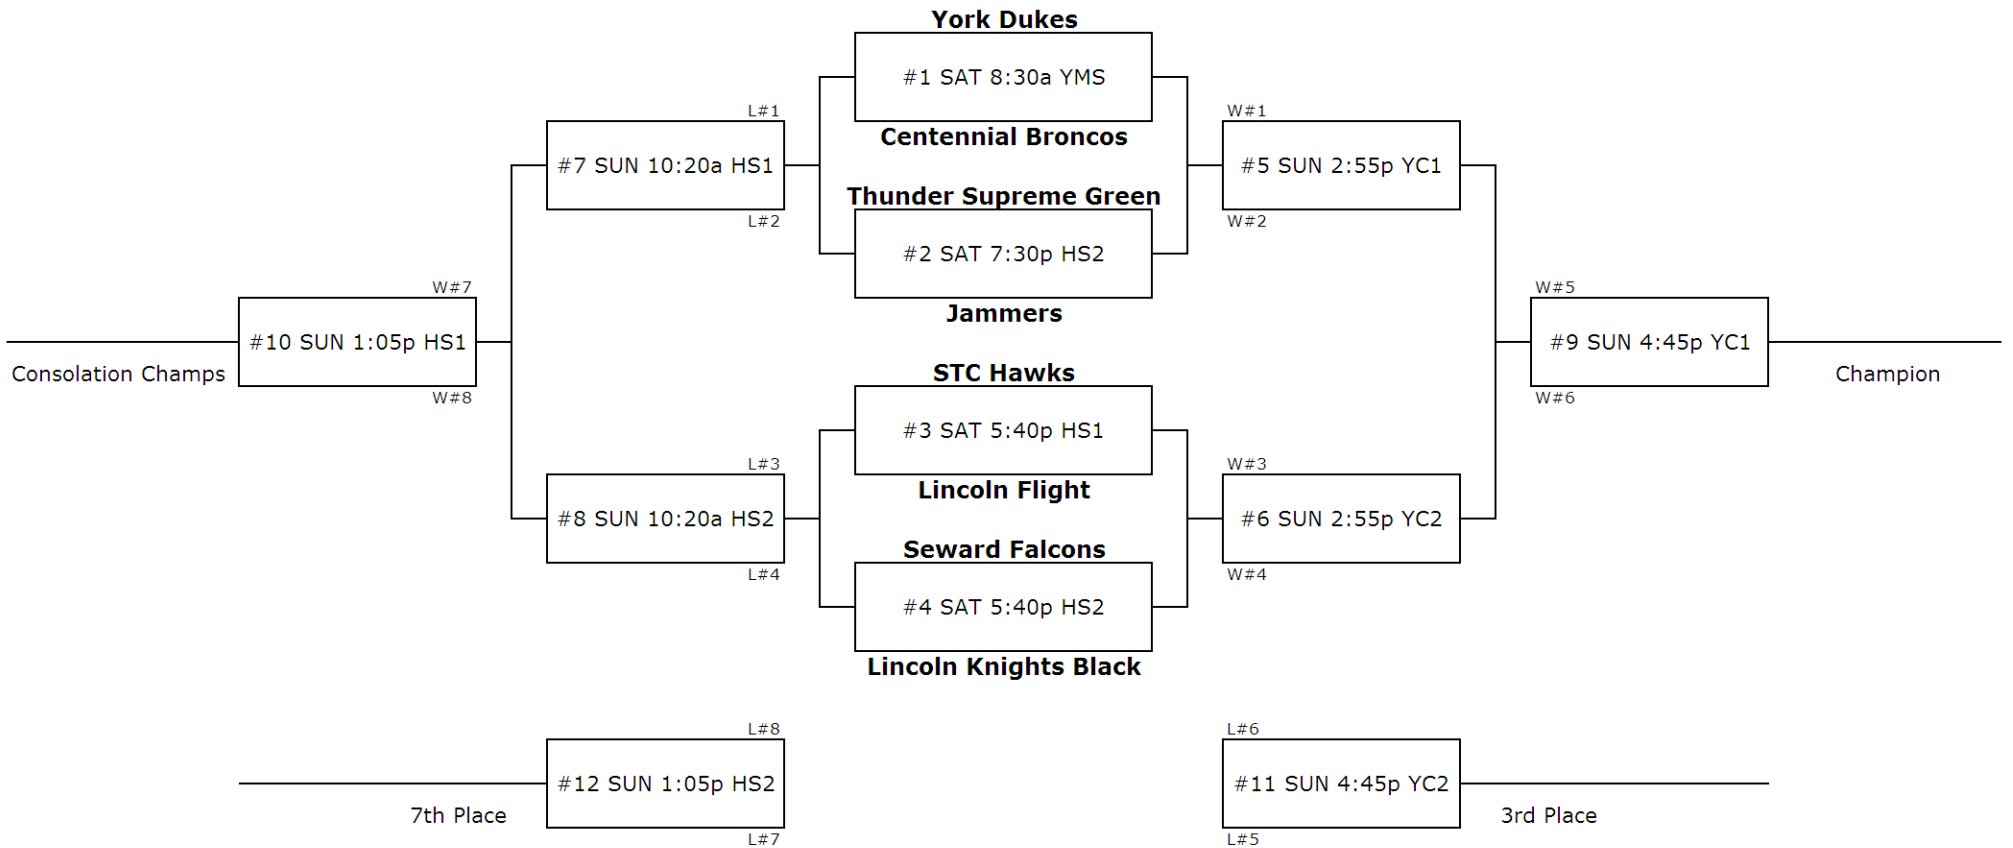 York Dukes
#1 SAT 8:30a YMS
L#1
W#1
Centennial Broncos
#7 SUN 10:20a HS1
#5 SUN 2:55p YC1
Thunder Supreme Green
L#2
W#2
#2 SAT 7:30p HS2
W#7
W#5
Jammers
#10 SUN 1:05p HS1
#9 SUN 4:45p YC1
Consolation Champs
STC Hawks
Champion
W#8
W#6
#3 SAT 5:40p HS1
L#3
W#3
Lincoln Flight
#8 SUN 10:20a HS2
#6 SUN 2:55p YC2
Seward Falcons
L#4
W#4
#4 SAT 5:40p HS2
Lincoln Knights Black
L#8
L#6
#12 SUN 1:05p HS2
#11 SUN 4:45p YC2
7th Place
3rd Place
L#7
L#5